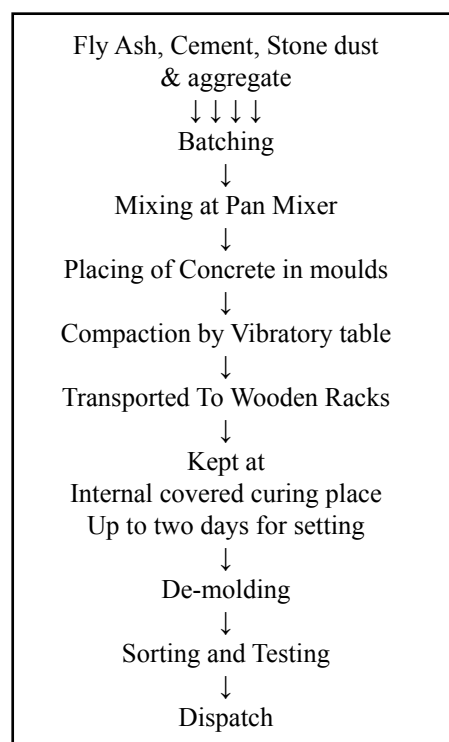 Fly Ash, Cement, Stone dust
& aggregate
↓ ↓ ↓ ↓
Batching
↓
Mixing at Pan Mixer
↓
Placing of Concrete in moulds
↓
Compaction by Vibratory table
↓
Transported To Wooden Racks
↓
Kept at
Internal covered curing place
Up to two days for setting
↓
De-molding
↓
Sorting and Testing
↓
Dispatch